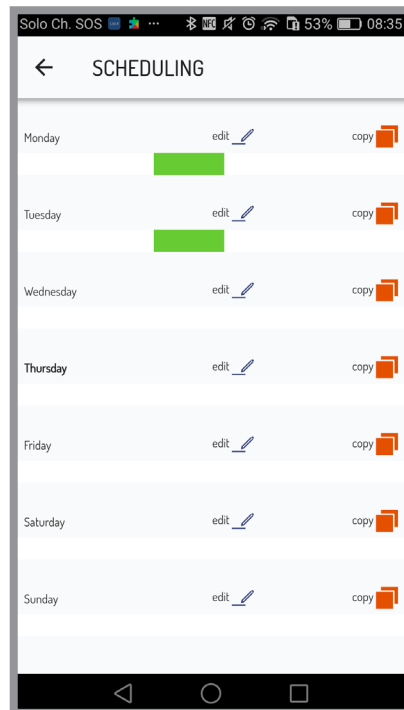 Solo Ch. SOS ... 53% 08:35
SCHEDULING
Monday edit copy
Tuesday edit copy
Wednesday edit copy
Thursday edit copy
Friday edit copy
Saturday edit copy
Sunday edit copy